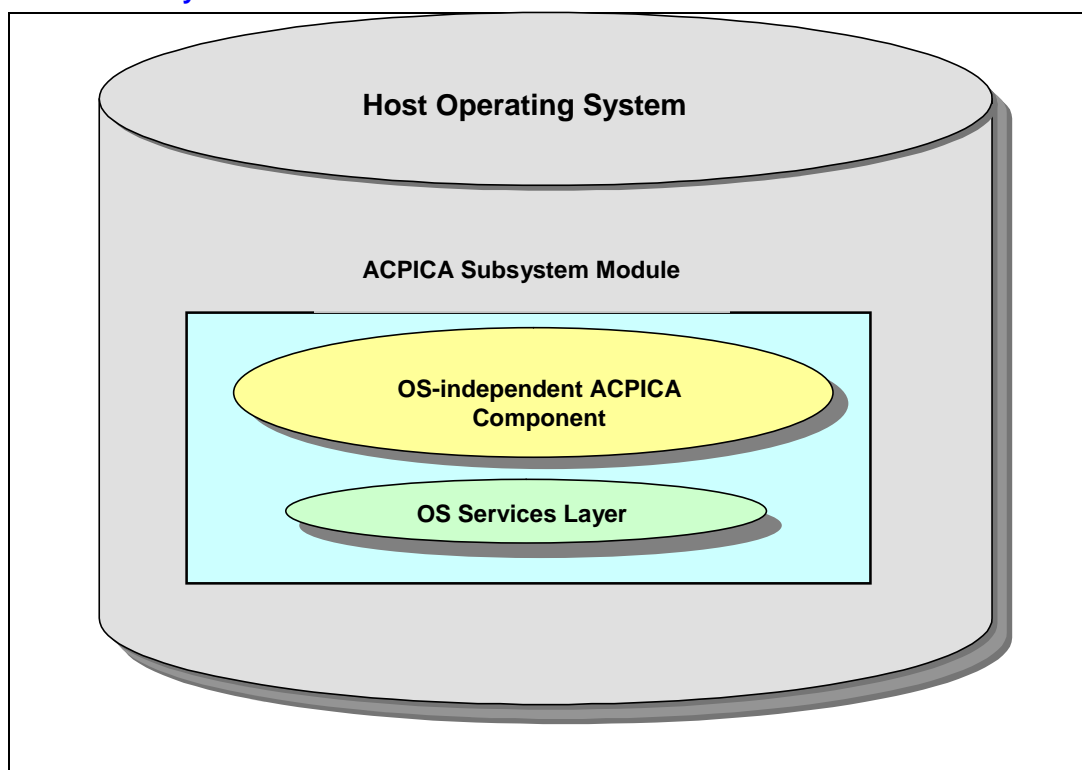 Host Operating System
ACPICA Subsystem Module
OS-independent ACPICA
Component
OS Services Layer